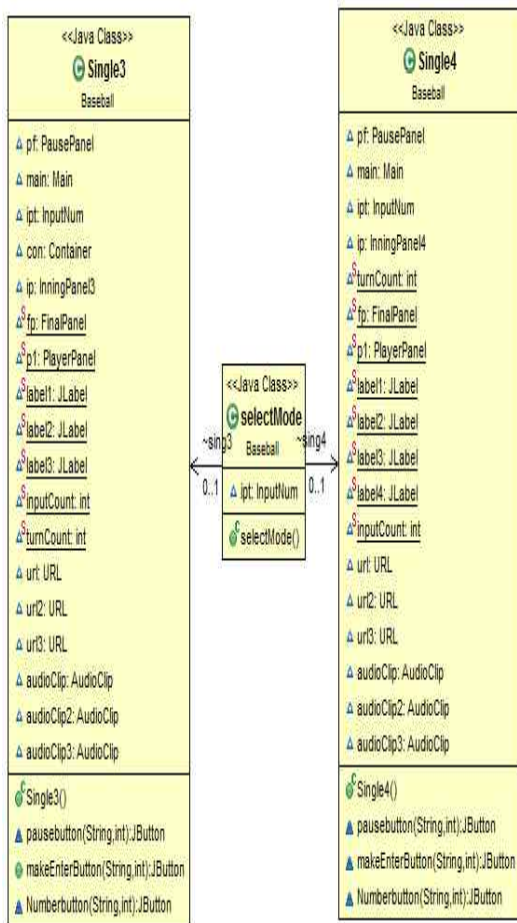 <<Java Class>>
Single3
Baseball
pf: PausePanel
main: Main
ipt: InputNum
con: Container
ip: InningPanel3
fp: FinalPanel
p1: PlayerPanel
label1: JLabel
label2: JLabel
label3: JLabel
inputCount: int
turnCount: int
url: URL
url2: URL
url3: URL
audioClip: AudioClip
audioClip2: AudioClip
audioClip3: AudioClip
Single3()
pausebutton(String,int):JButton
makeEnterButton(String,int):JButton
Numberbutton(String,int):JButton
~sing3
0..1
<<Java Class>>
selectMode
Baseball
ipt: InputNum
selectMode()
~sing4
0..1
<<Java Class>>
Single4
Baseball
pf: PausePanel
main: Main
ipt: InputNum
ip: InningPanel4
turnCount: int
fp: FinalPanel
p1: PlayerPanel
label1: JLabel
label2: JLabel
label3: JLabel
label4: JLabel
inputCount: int
url: URL
url2: URL
url3: URL
audioClip: AudioClip
audioClip2: AudioClip
audioClip3: AudioClip
Single4()
pausebutton(String,int):JButton
makeEnterButton(String,int):JButton
Numberbutton(String,int):JButton